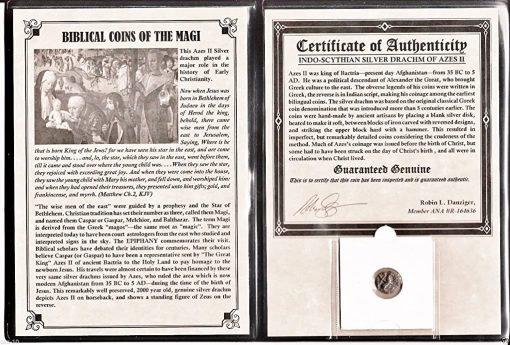 BIBLICAL COINS OF THE MAGI
This Azes II Silver
drachm played a
major role in the
history of Early
Christianity.
Now when Jesus was
born in Bethlehem of
Judaea in the days
of Herod the king,
behold, there came
wise men from the
east to Jerusalem,
Saying, Where is he
that is born King of the Jews? for we have seen his star in the east, and are come
to worship him. . . . and, lo, the star, which they saw in the east, went before them,
till it came and stood over where the young child was. . . . When they saw the star,
they rejoiced with exceeding great joy. And when they were come into the house,
they saw the young child with Mary his mother, and fell down, and worshiped him:
and when they had opened their treasures, they presented unto him gifts; gold, and
frankincense, and myrrh. (Matthew Ch.2, KJV)
"The wise men of the east" were guided by a prophecy and the Star of
Bethlehem. Christian tradition has set their number as three, called them Magi,
and named them Caspar or Gaspar, Melchior, and Balthazar. The term Magi
is derived from the Greek "magos"—the same root as "magic". They are
interpreted today to have been court astrologers from the east who studied and
interpreted signs in the sky. The EPIPHANY commemorates their visit.
Biblical scholars have debated their identities for centuries. Many scholars
believe Caspar (or Gaspar) to have been a representative sent by "The Great
King" Azes II of ancient Bactria to the Holy Land to pay homage to the
newborn Jesus. His travels were almost certain to have been financed by these
very same silver drachms issued by Azes, who ruled the area which is now
modern Afghanistan from 35 BC to 5 AD—during the time of the birth of
Jesus. This remarkably well preserved, 2000 year old, genuine silver drachm
depicts Azes II on horseback, and shows a standing figure of Zeus on the
reverse.
Certificate of Authenticity
INDO-SCYTHIAN SILVER DRACHM OF AZES II
Azes II was king of Bactria—present day Afghanistan—from 35 BC to 5
AD. He was a political descendant of Alexander the Great, who brought
Greek culture to the east. The obverse legends of his coins were written in
Greek, the reverse is in Indian script, making his coinage among the earliest
bilingual coins. The silver drachm was based on the original classical Greek
coin denomination that was introduced more than 5 centuries earlier. The
coins were hand-made by ancient artisans by placing a blank silver disk,
heated to make it soft, between blocks of iron carved with reversed designs,
and striking the upper block hard with a hammer. This resulted in
imperfect, but remarkably detailed coins considering the crudeness of the
method. Much of Azes's coinage was issued before the birth of Christ, but
some had to have been struck on the day of Christ's birth , and all were in
circulation when Christ lived.
Guaranteed Genuine
This is to certify that this coin has been inspected and is guaranteed authentic.
Robin L. Danziger,
Member ANA #R-164636